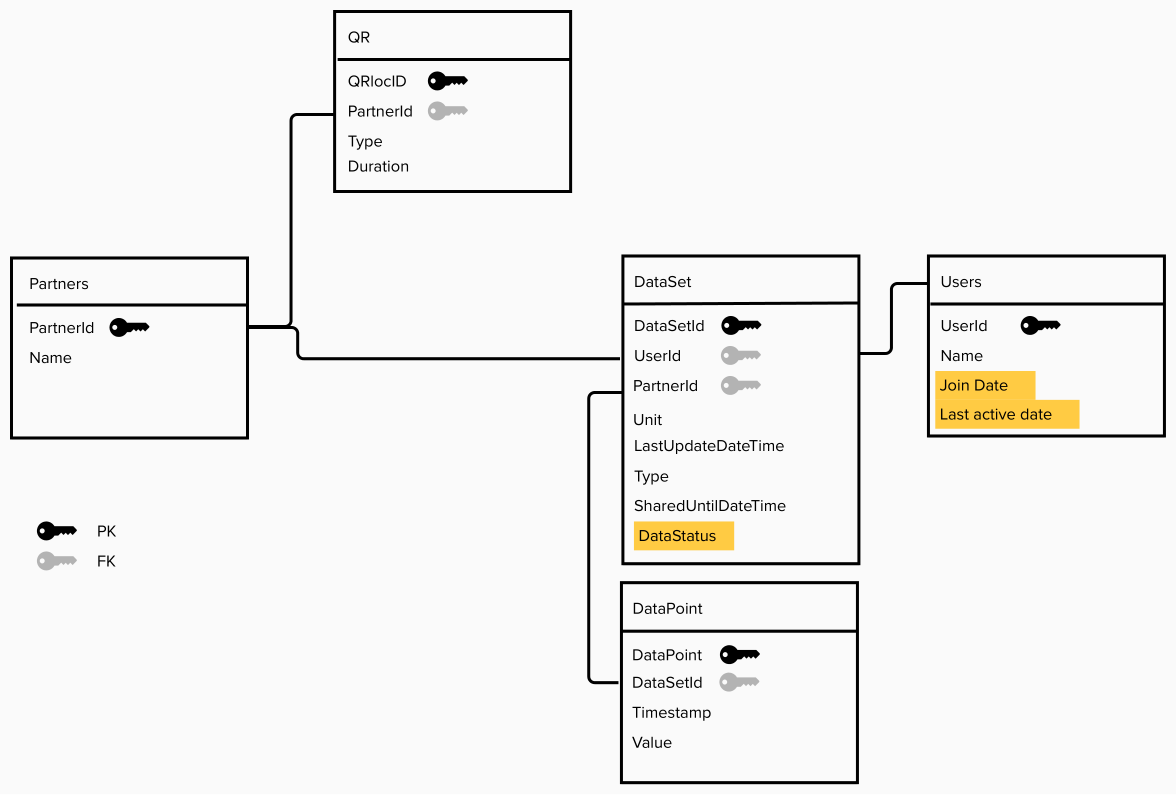 QR
QRlocID
PartnerId
Type
Duration
Partners
PartnerId
Name
PK
FK
DataSet
DataSetId
UserId
PartnerId
Unit
LastUpdateDateTime
Type
SharedUntilDateTime
DataStatus
Users
UserId
Name
Join Date
Last active date
DataPoint
DataPoint
DataSetId
Timestamp
Value